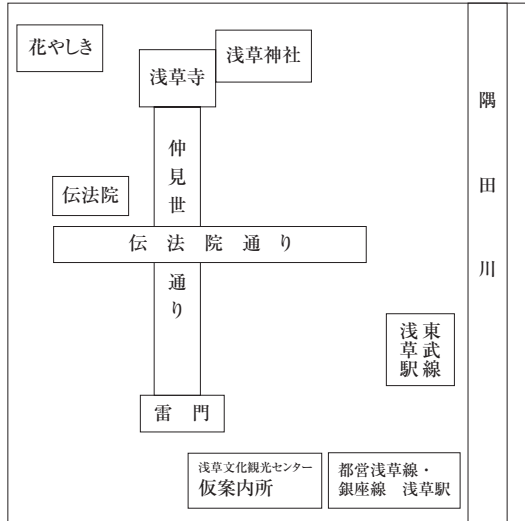 花やしき
浅草神社
浅草寺
隅田川
仲見世通り
伝法院
伝法院通り
東武線
浅草駅
雷門
浅草文化観光センター
仮案内所
都営浅草線・
銀座線 浅草駅